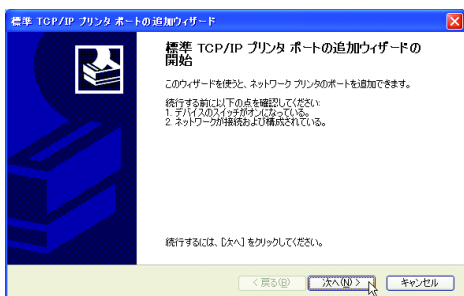 標準 TCP/IP プリンタ ポートの追加ウィザード
標準 TCP/IP プリンタ ポートの追加ウィザードの
開始
このウィザードを使うと、ネットワーク プリンタのポートを追加できます。
続行する前に以下の点を確認してください:
1. デバイスのスイッチがオンになっている。
2. ネットワークが接続および構成されている。
続行するには、[次へ] をクリックしてください。
< 戻る(B) 次へ(N) > キャンセル